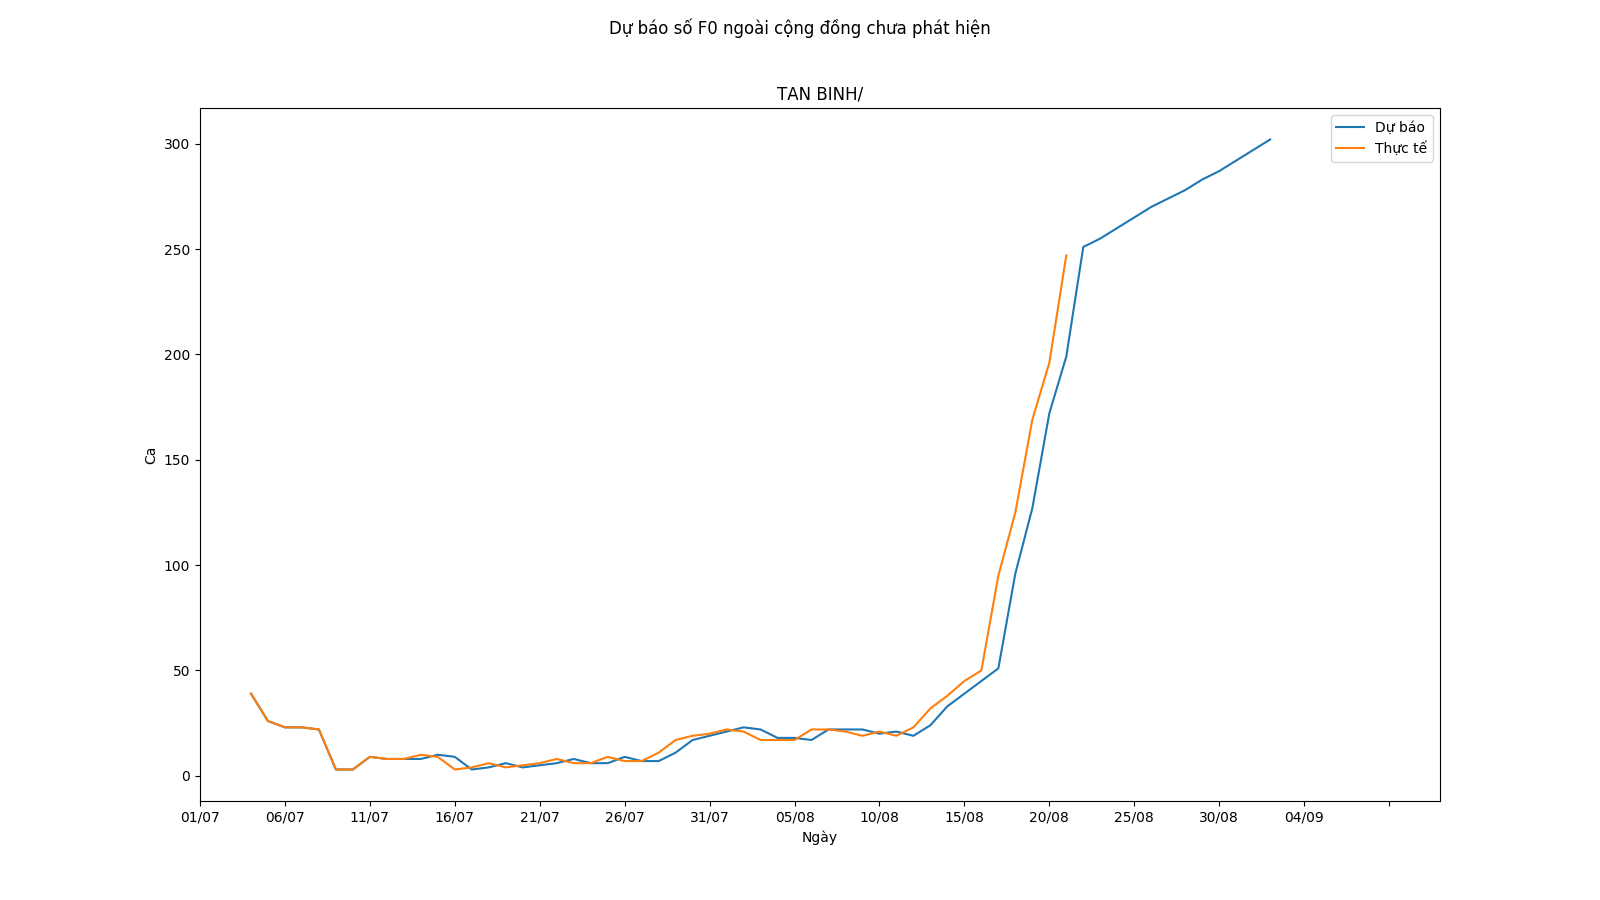 Dự báo số F0 ngoài cộng đồng chưa phát hiện
TAN BINH/
Dự báo
Thực tế
300
250
200
150
100
50
0
Ca
01/07 06/07 11/07 16/07 21/07 26/07 31/07 05/08 10/08 15/08 20/08 25/08 30/08 04/09
Ngày